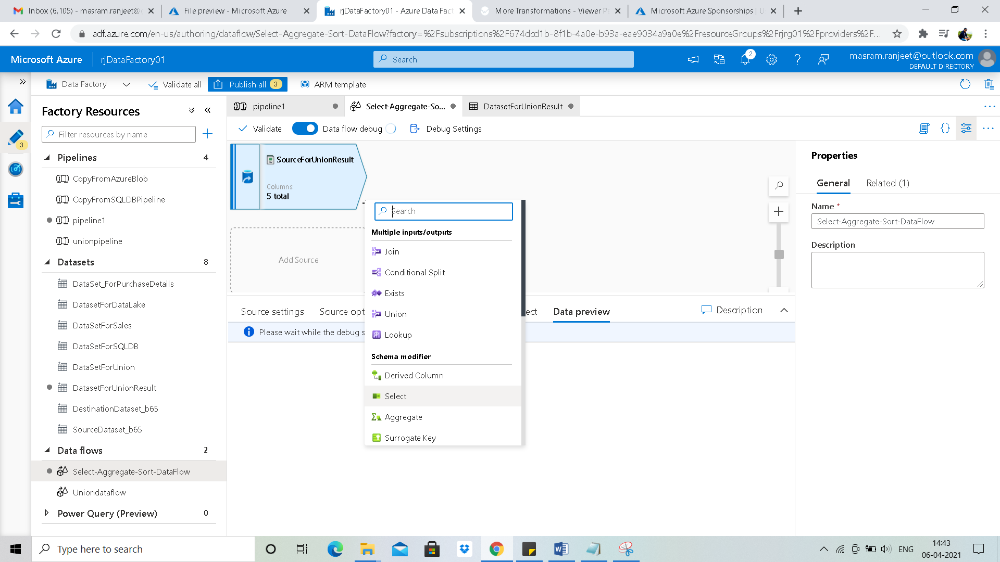 Inbox (6,105) - masram.ranjeet@g
File preview - Microsoft Azure
rjDataFactory01 - Azure Data Fact
More Transformations - Viewer Pa
Microsoft Azure Sponsorships | U
adf.azure.com/en-us/authoring/dataflow/Select-Aggregate-Sort-DataFlow?factory=%2Fsubscriptions%2F674dcd1b-8f1b-4a0e-b93a-eae9034a9a0e%2FresourceGroups%2Frjrg01%2Fproviders%2F...
Microsoft Azure
rjDataFactory01
Search
2
masram.ranjeet@outlook.com
DEFAULT DIRECTORY
Data Factory
Validate all
Publish all 3
ARM template
3
Factory Resources
Filter resources by name
Pipelines 4
CopyFromAzureBlob
CopyFromSQLDBPipeline
pipeline1
unionpipeline
Datasets 8
DataSet_ForPurchaseDetails
DatasetForDataLake
DataSetForSales
DataSetForSQLDB
DataSetForUnion
DatasetForUnionResult
DestinationDataset_b65
SourceDataset_b65
Data flows 2
Select-Aggregate-Sort-DataFlow
Uniondataflow
Power Query (Preview) 0
pipeline1
Select-Aggregate-So...
DatasetForUnionResult
Validate
Data flow debug
Debug Settings
SourceForUnionResult
Columns:
5 total
Add Source
Search
Multiple inputs/outputs
Join
Conditional Split
Exists
Union
Lookup
Schema modifier
Derived Column
Select
Aggregate
Surrogate Key
Source settings
Source opt
ect
Data preview
Description
Please wait while the debug s
Properties
General
Related (1)
Name *
Select-Aggregate-Sort-DataFlow
Description
Type here to search
ENG
14:43
06-04-2021